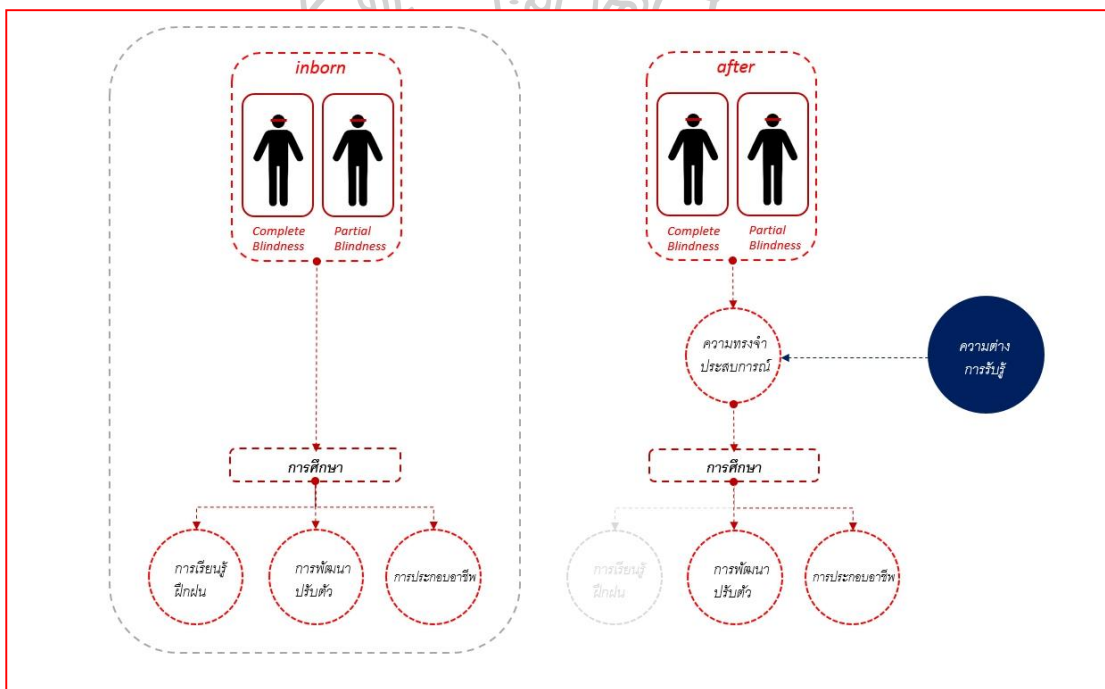 inborn
Complete
Blindness
Partial
Blindness
การศึกษา
การเรียนรู้
ฝึกฝน
การพัฒนา
ปรับตัว
การประกอบอาชีพ
after
Complete
Blindness
Partial
Blindness
ความทรงจำ
ประสบการณ์
ความต่าง
การรับรู้
การศึกษา
การเรียนรู้
ฝึกฝน
การพัฒนา
ปรับตัว
การประกอบอาชีพ